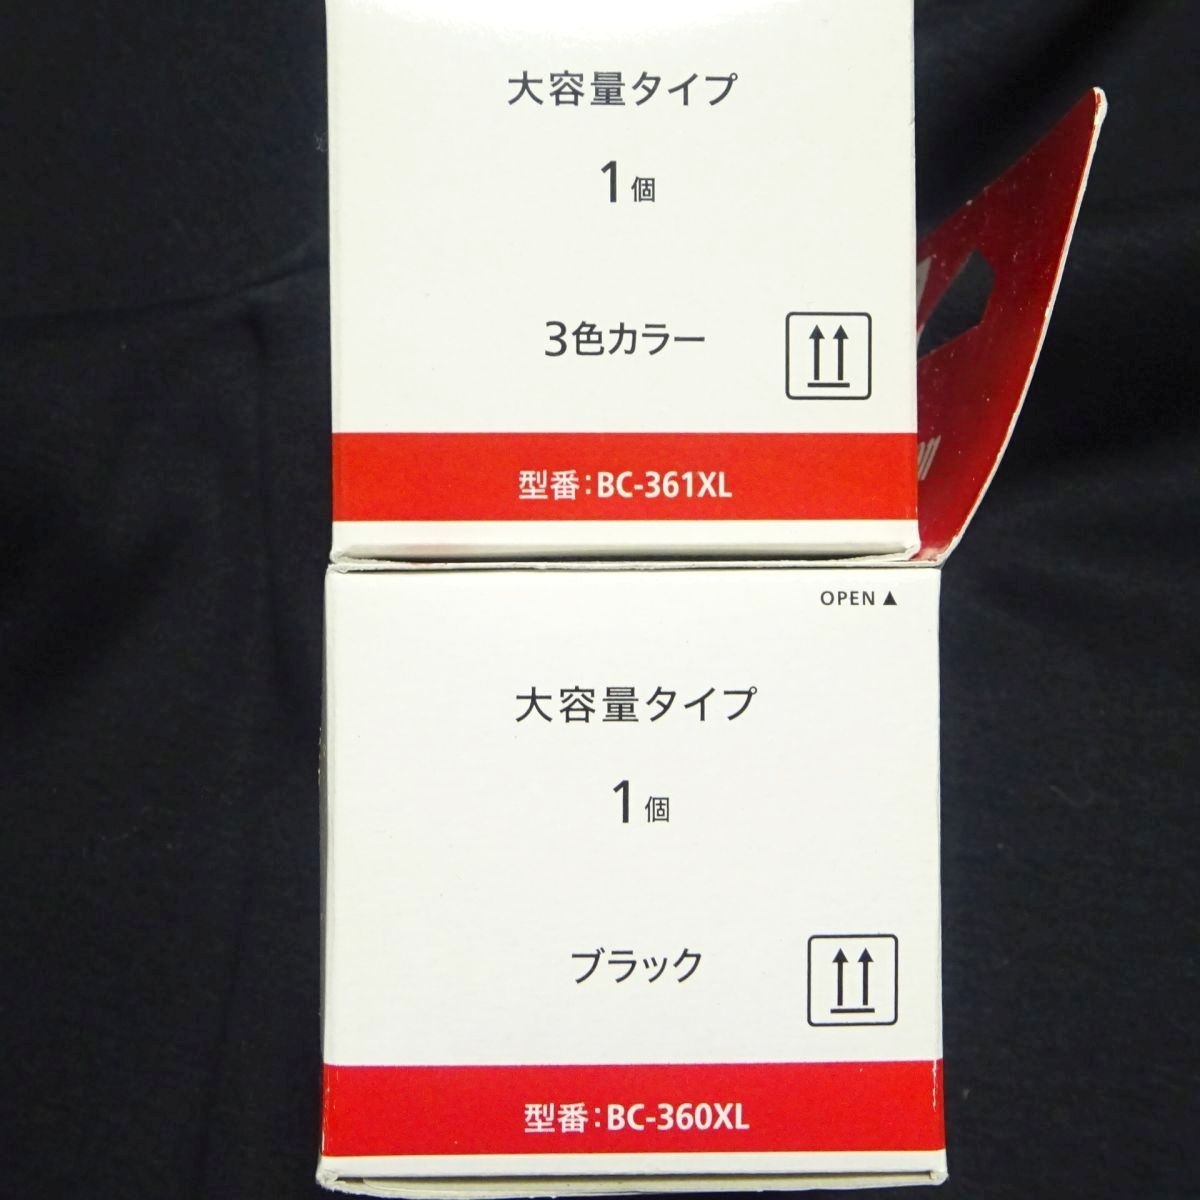 大容量タイプ
1個
3色カラー
型番：BC-361XL
OPEN ▲
大容量タイプ
1個
ブラック
型番：BC-360XL